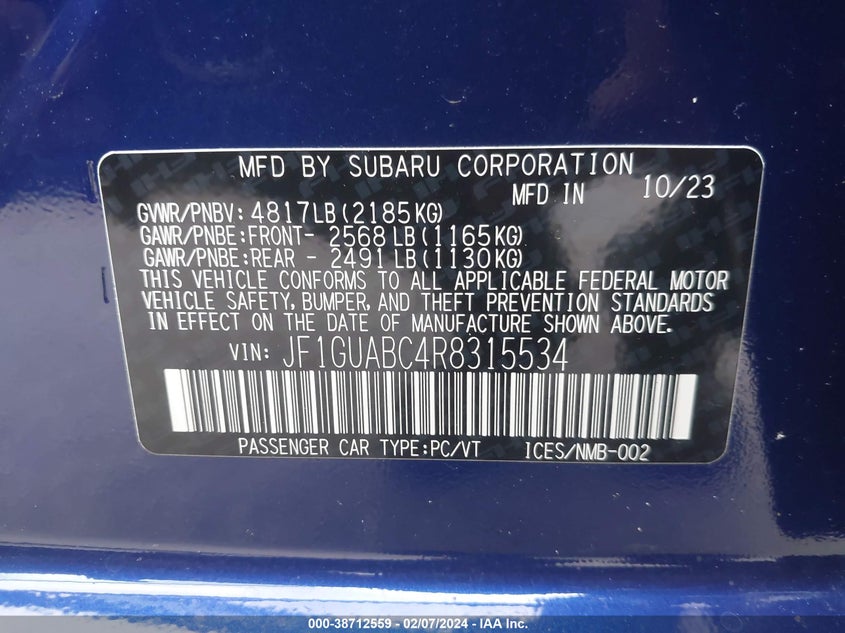 MFD BY SUBARU CORPORATION
MFD IN 10/23
GVWR/PNBV: 4817LB(2185KG)
GAWR/PNBE:FRONT- 2568LB(1165KG)
GAWR/PNBE:REAR - 2491LB(1130KG)
THIS VEHICLE CONFORMS TO ALL APPLICABLE FEDERAL MOTOR
VEHICLE SAFETY, BUMPER, AND THEFT PREVENTION STANDARDS
IN EFFECT ON THE DATE OF MANUFACTURE SHOWN ABOVE.
VIN: JF1GUABC4R8315534
PASSENGER CAR TYPE:PC/VT ICES/NMB-002
000-38712559 — 02/07/2024 — © IAA, Inc.